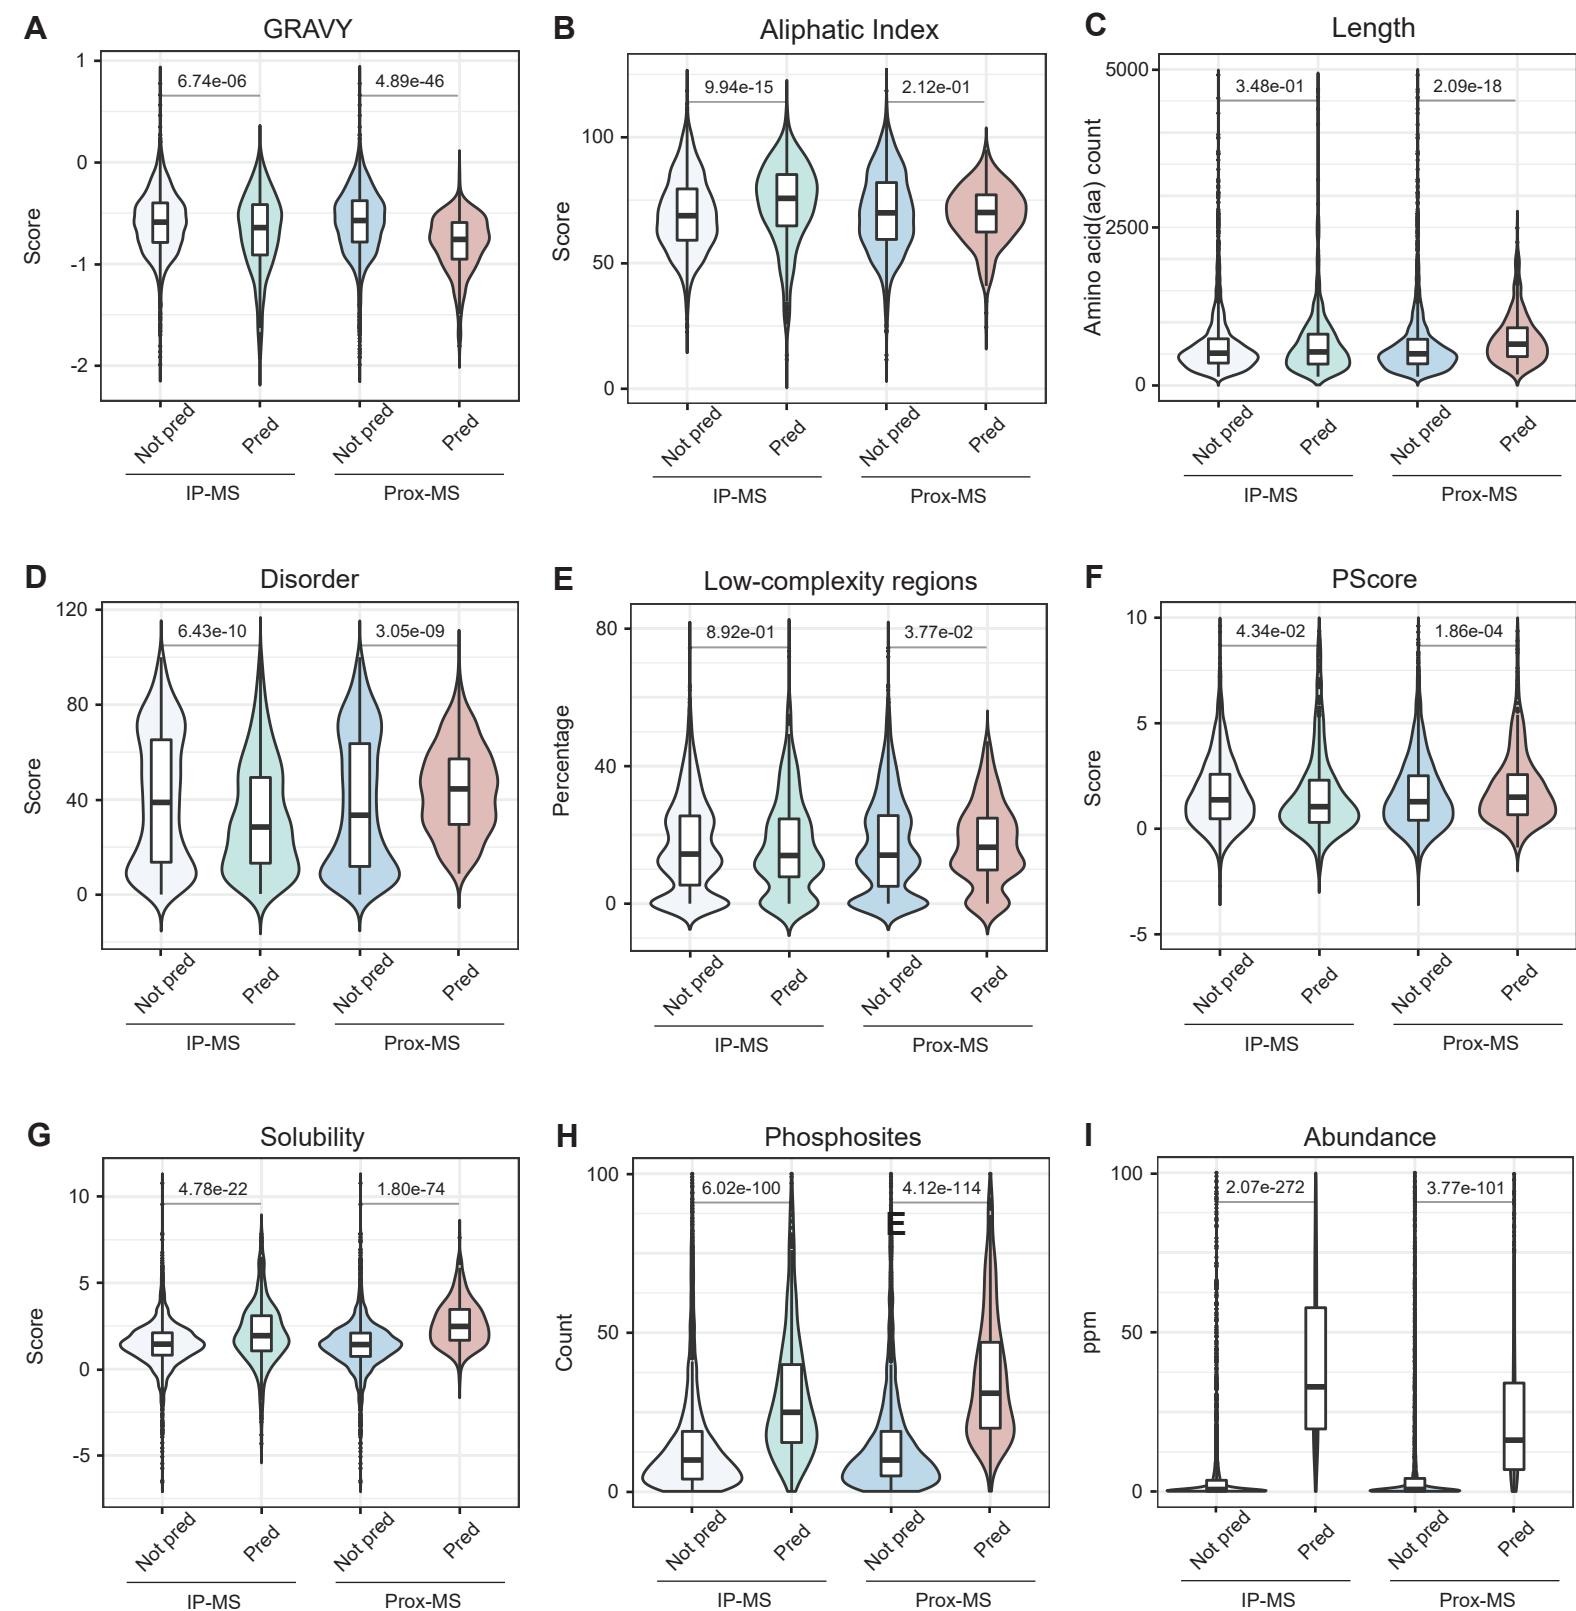 A
GRAVY
6.74e-06
4.89e-46
1
0
-1
-2
Score
Not pred
Pred
Not pred
Pred
IP-MS
Prox-MS
B
Aliphatic Index
9.94e-15
2.12e-01
100
50
0
Score
Not pred
Pred
Not pred
Pred
IP-MS
Prox-MS
C
Length
3.48e-01
2.09e-18
5000
2500
0
Amino acid(aa) count
Not pred
Pred
Not pred
Pred
IP-MS
Prox-MS
D
Disorder
6.43e-10
3.05e-09
120
80
40
0
Score
Not pred
Pred
Not pred
Pred
IP-MS
Prox-MS
E
Low-complexity regions
8.92e-01
3.77e-02
80
40
0
Percentage
Not pred
Pred
Not pred
Pred
IP-MS
Prox-MS
F
PScore
4.34e-02
1.86e-04
10
5
0
-5
Score
Not pred
Pred
Not pred
Pred
IP-MS
Prox-MS
G
Solubility
4.78e-22
1.80e-74
10
5
0
-5
Score
Not pred
Pred
Not pred
Pred
IP-MS
Prox-MS
H
Phosphosites
6.02e-100
4.12e-114
E
100
50
0
Count
Not pred
Pred
Not pred
Pred
IP-MS
Prox-MS
I
Abundance
2.07e-272
3.77e-101
100
50
0
ppm
Not pred
Pred
Not pred
Pred
IP-MS
Prox-MS